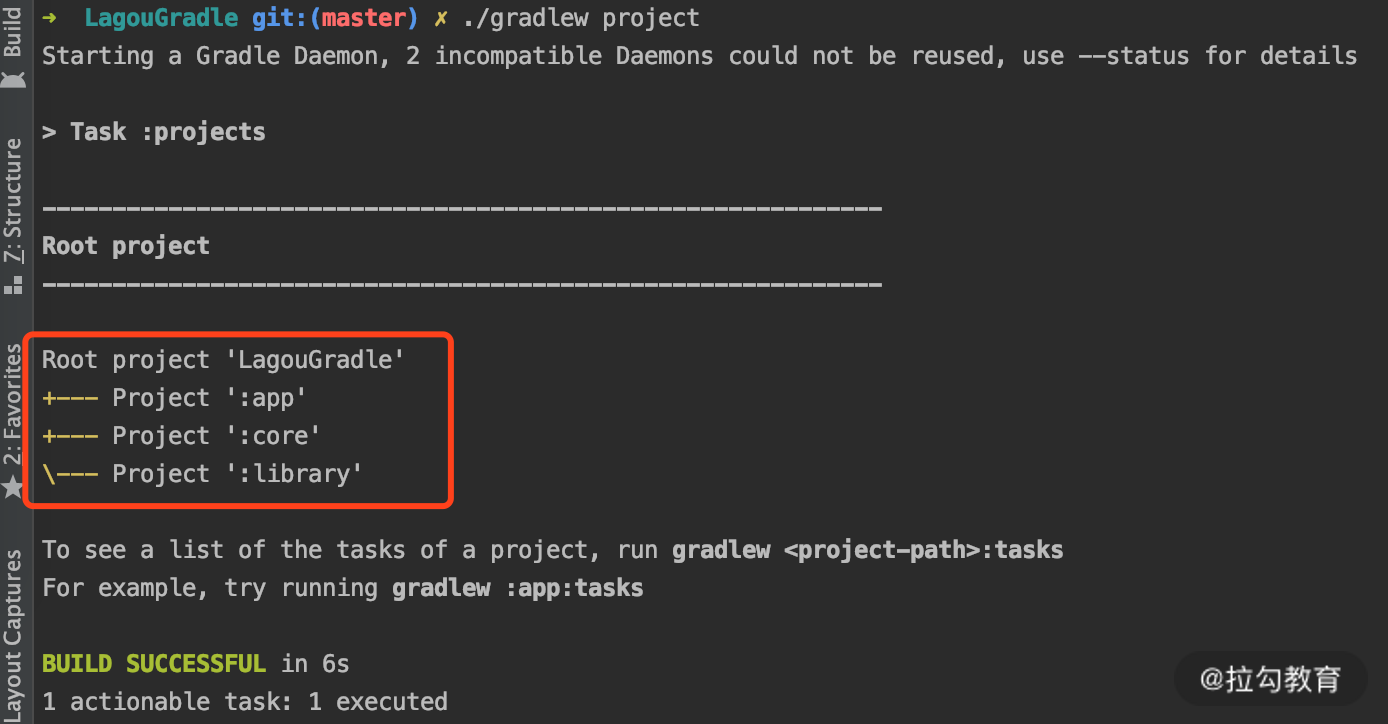 ➜  LagouGradle git:(master) ✗ ./gradlew project
Starting a Gradle Daemon, 2 incompatible Daemons could not be reused, use --status for details
> Task :projects
------------------------------------------------------------
Root project
------------------------------------------------------------
Root project 'LagouGradle'
+--- Project ':app'
+--- Project ':core'
\--- Project ':library'
To see a list of the tasks of a project, run gradlew <project-path>:tasks
For example, try running gradlew :app:tasks
BUILD SUCCESSFUL in 6s
1 actionable task: 1 executed
Build
7: Structure
2: Favorites
Layout Captures
@拉勾教育